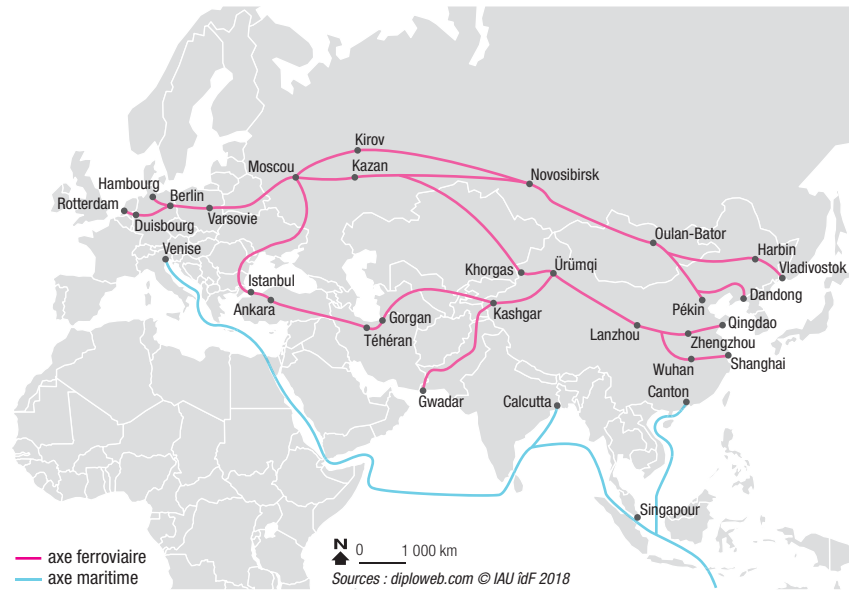 Kirov
Moscou
Kazan
Novosibirsk
Hambourg
Berlin
Rotterdam
Varsovie
Duisbourg
Venise
Oulan-Bator
Harbin
Vladivostok
Khorgas
Ürümqi
Istanbul
Ankara
Gorgan
Téhéran
Kashgar
Pékin
Dandong
Lanzhou
Qingdao
Zhengzhou
Wuhan
Shanghai
Gwadar
Calcutta
Canton
Singapour
axe ferroviaire
axe maritime
N
0 1 000 km
Sources : diploweb.com © IAU îdF 2018